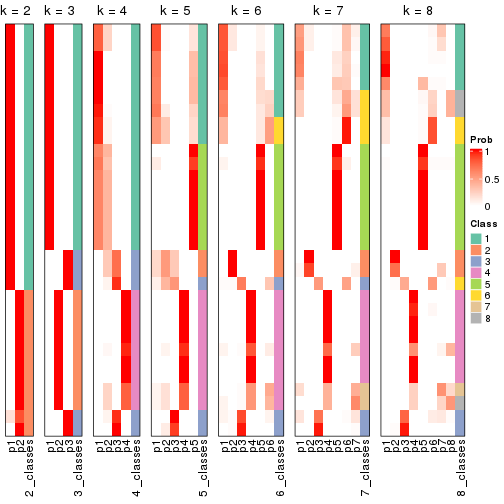 k = 2
k = 3
k = 4
k = 5
k = 6
k = 7
k = 8
Prob
1
0.5
0
Class
1
2
3
4
5
6
7
8
p1
p2
2_classes
p1
p2
p3
3_classes
p1
p2
p3
p4
4_classes
p1
p2
p3
p4
p5
5_classes
p1
p2
p3
p4
p5
p6
6_classes
p1
p2
p3
p4
p5
p6
p7
7_classes
p1
p2
p3
p4
p5
p6
p7
p8
8_classes